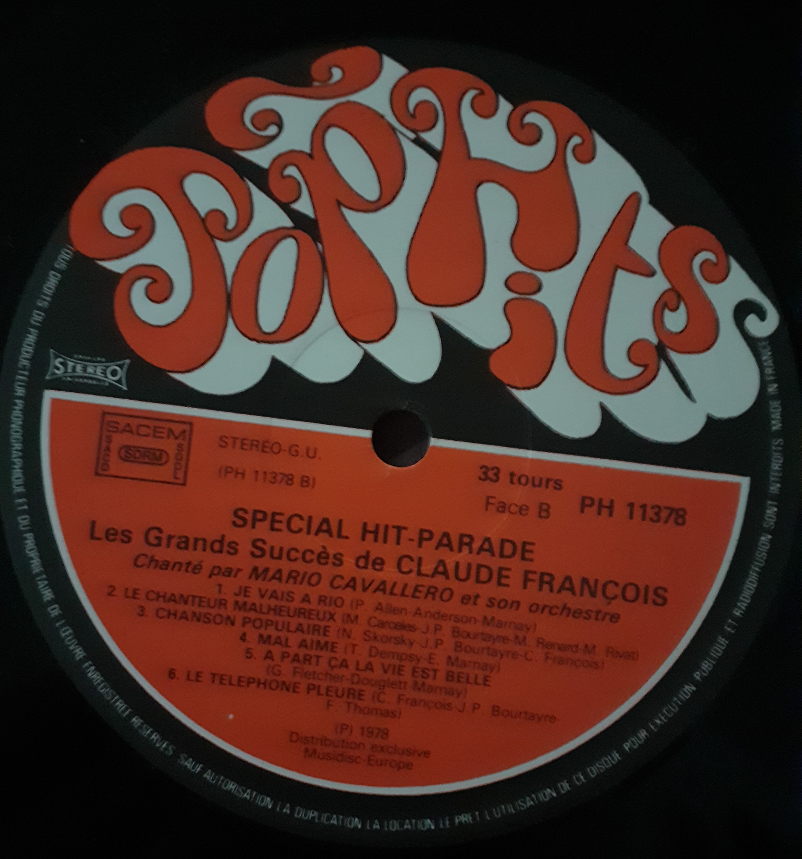 Pop Hits
STEREO
SACEM
SACD
SDRM
SGDL
STEREO-G.U.
(PH 11378 B)
33 tours
Face B
PH 11378
SPECIAL HIT-PARADE
Les Grands Succès de CLAUDE FRANÇOIS
Chanté par MARIO CAVALLERO et son orchestre
1. JE VAIS A RIO (P. Allen-Anderson-Marnay)
2. LE CHANTEUR MALHEUREUX (M. Carceles-J.P. Bourtayre-M. Renard-M. Rivat)
3. CHANSON POPULAIRE (N. Skorsky-J.P. Bourtayre-C. François)
4. MAL AIME (T. Dempsy-E. Marnay)
5. A PART ÇA LA VIE EST BELLE
(G. Fletcher-Douglett-Marnay)
6. LE TELEPHONE PLEURE (C. François-J.P. Bourtayre-
F. Thomas)
(P) 1978
Distribution exclusive
Musidisc-Europe
TOUS DROITS DU PRODUCTEUR PHONOGRAPHIQUE ET DU PROPRIETAIRE DE L'ŒUVRE ENREGISTREE RESERVES SAUF AUTORISATION LA DUPLICATION LA LOCATION LE PRET L'UTILISATION DE CE DISQUE POUR EXECUTION PUBLIQUE ET RADIODIFFUSION SONT INTERDITS MADE IN FRANCE